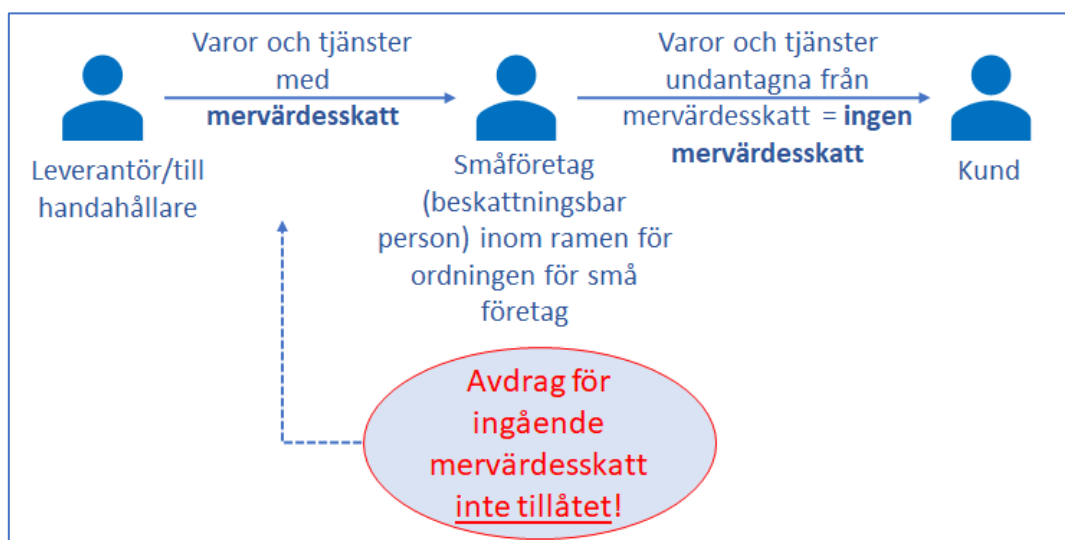 Varor och tjänster
med
mervärdesskatt
Varor och tjänster
undantagna från
mervärdesskatt = ingen
mervärdesskatt
Leverantör/till
handahållare
Småföretag
(beskattningsbar
person) inom ramen för
ordningen för små
företag
Kund
Avdrag för
ingående
mervärdesskatt
inte tillåtet!